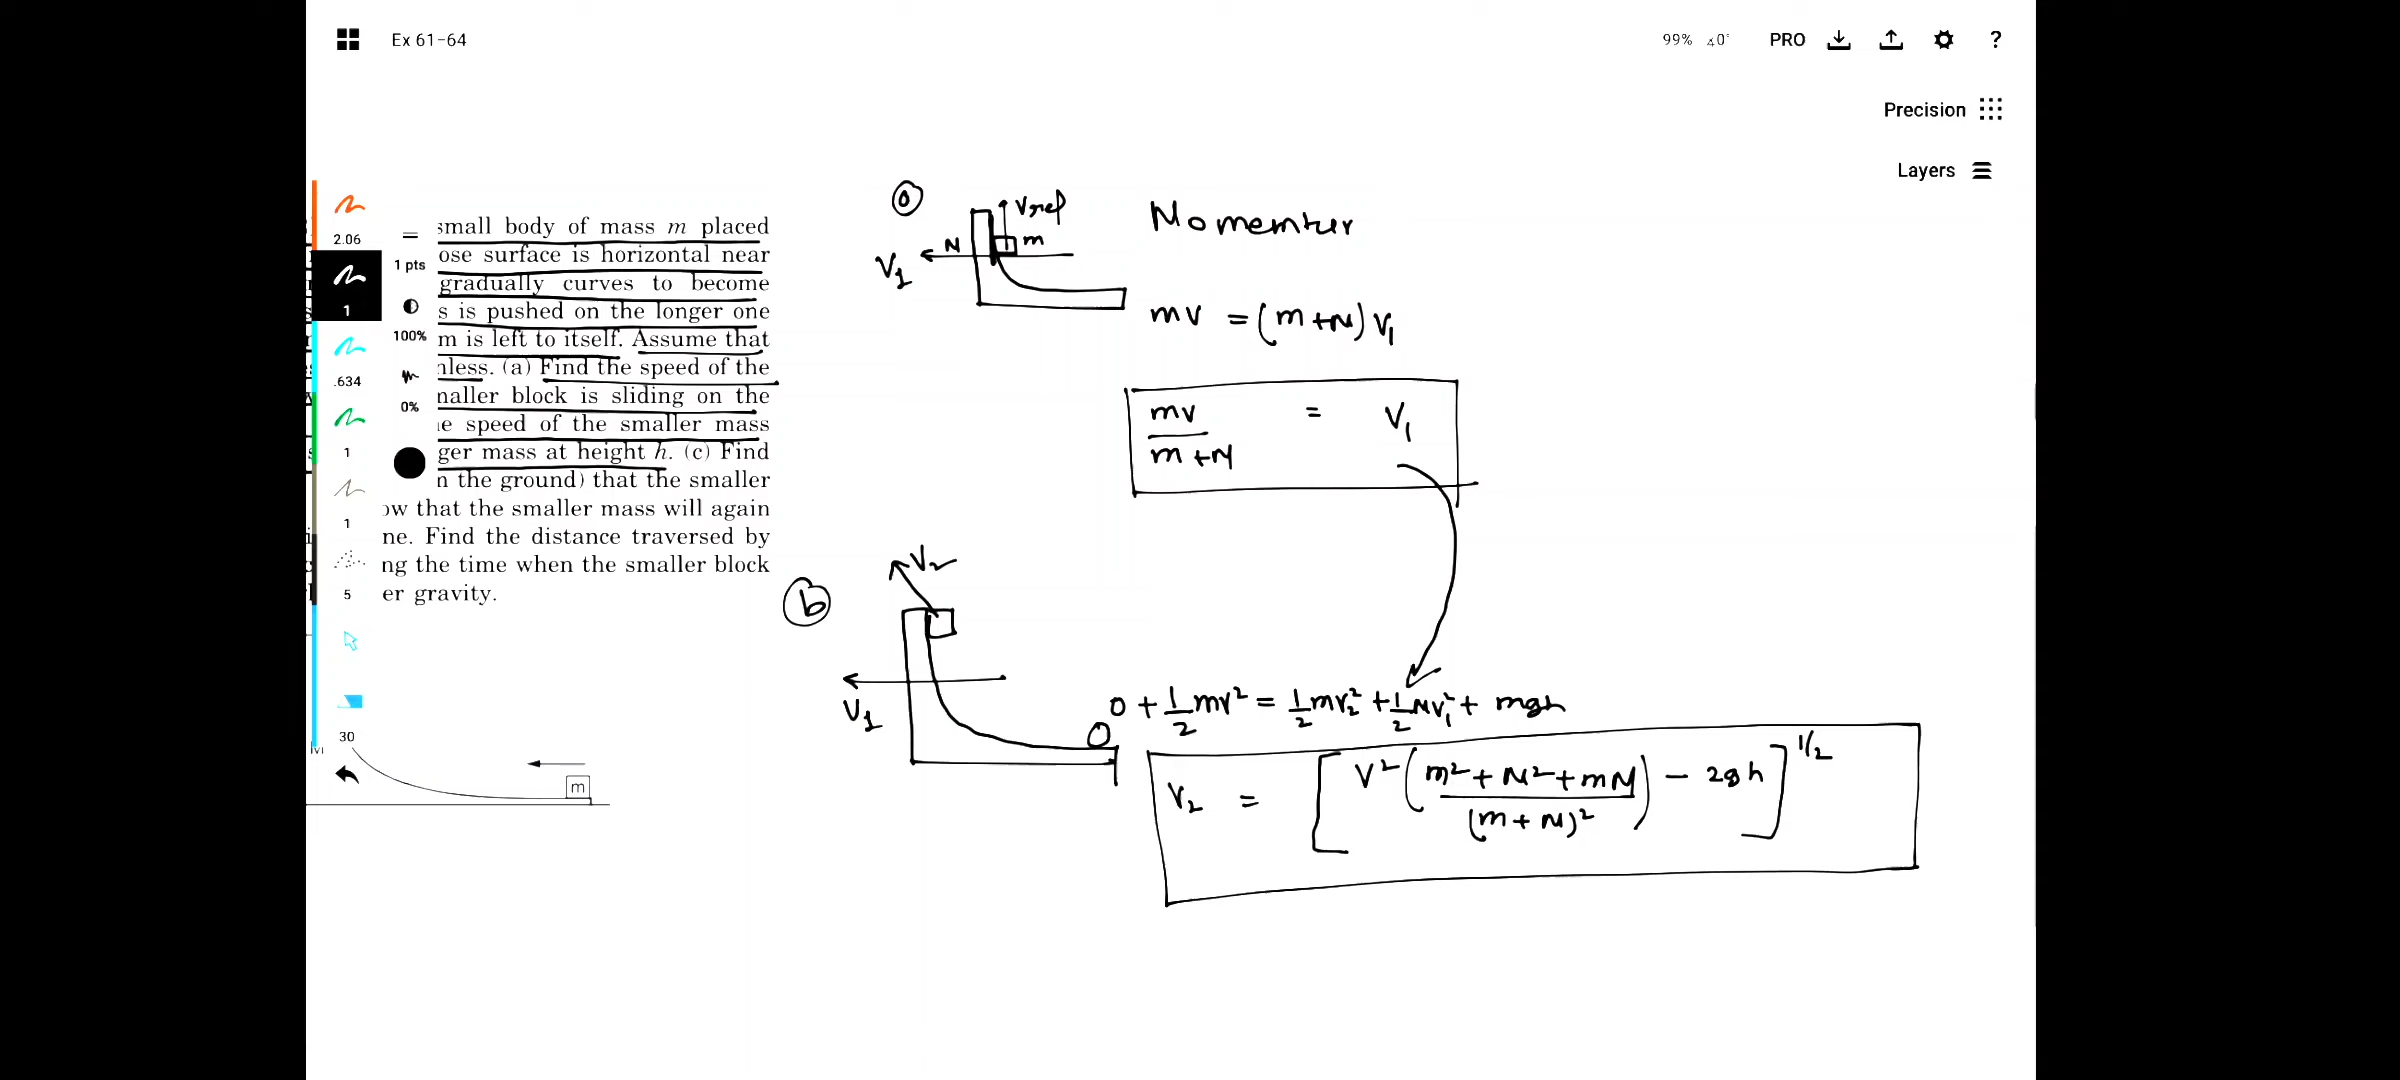 Ex 61-64
99% ⦟0° PRO ?
Precision
Layers
2.06
1
.634
1
1
5
30
1 pts
100%
0%
small body of mass m placed
ose surface is horizontal near
gradually curves to become
s is pushed on the longer one
m is left to itself. Assume that
nless. (a) Find the speed of the
naller block is sliding on the
e speed of the smaller mass
ger mass at height h. (c) Find
n the ground) that the smaller
ow that the smaller mass will again
ne. Find the distance traversed by
ng the time when the smaller block
er gravity.
m
V₁
M
m
mv = (m+M) V₁
mv/m+M = V₁
b
V₂
V₁
0 + 1/2 mv² = 1/2 mv₂² + 1/2 Mv₁² + mgh
V₂ = [V² (m² + M² + mM/(m + M)²) - 2gh]^1/2